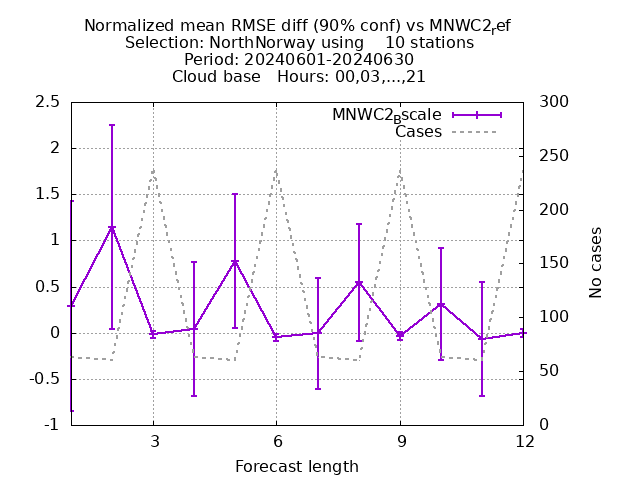 Normalized mean RMSE diff (90% conf) vs MNWC2ref
Selection: NorthNorway using    10 stations
Period: 20240601-20240630
Cloud base   Hours: 00,03,...,21
MNWC2Bscale
Cases
2.5
2
1.5
1
0.5
0
-0.5
-1
300
250
200
150
100
50
0
No cases
3 6 9 12
Forecast length